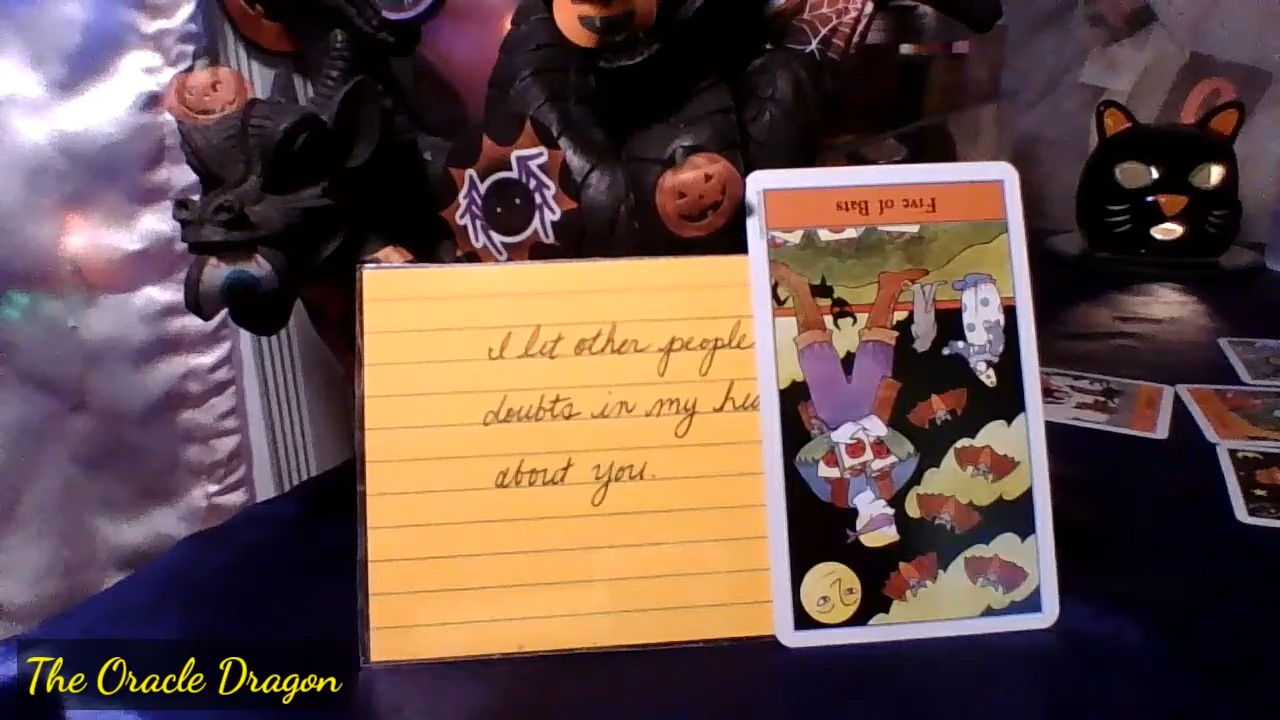 I let other people
doubts in my
about you.
Five of Bats
The Oracle Dragon